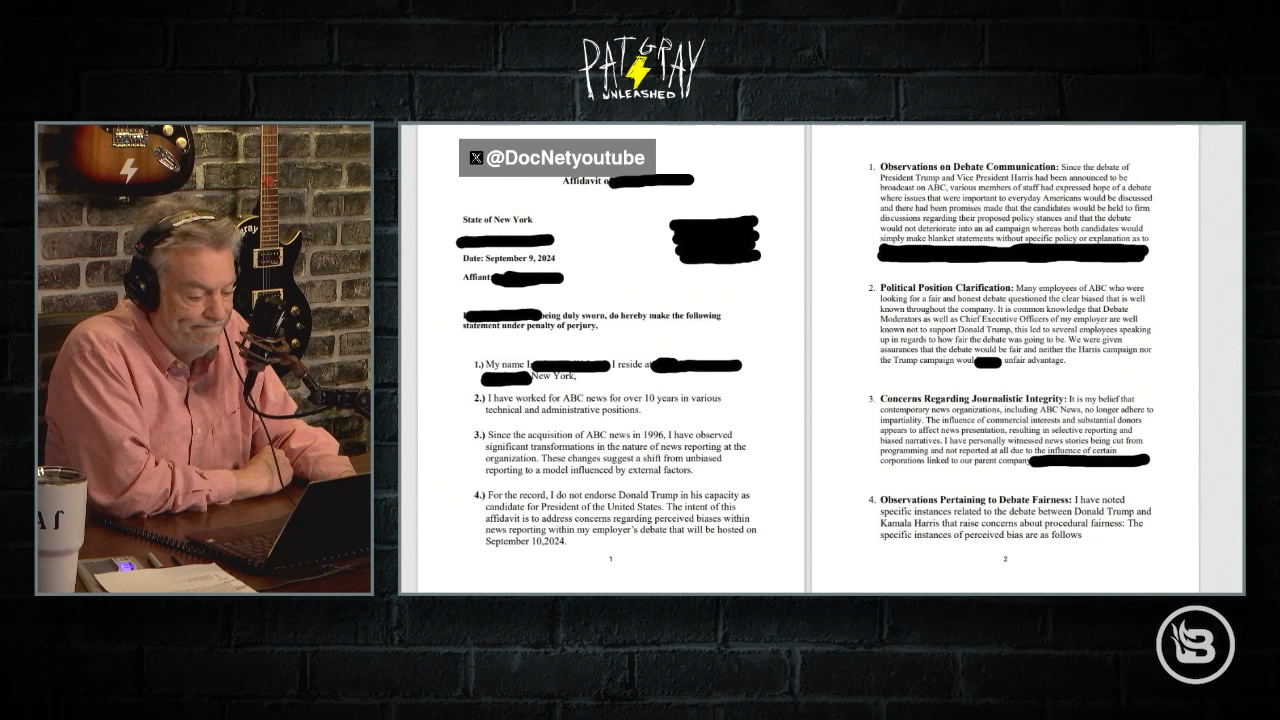 PAT GRAY
UNLEASHED
@DocNetyoutube
Affidavit o
State of New York
Date: September 9, 2024
Affiant:
being duly sworn, do hereby make the following
statement under penalty of perjury,
1.) My name I I reside at
New York,
2.) I have worked for ABC news for over 10 years in various
technical and administrative positions.
3.) Since the acquisition of ABC news in 1996, I have observed
significant transformations in the nature of news reporting at the
organization. These changes suggest a shift from unbiased
reporting to a model influenced by external factors.
4.) For the record, I do not endorse Donald Trump in his capacity as
candidate for President of the United States. The intent of this
affidavit is to address concerns regarding perceived biases within
news reporting within my employer's debate that will be hosted on
September 10,2024.
1
1. Observations on Debate Communication: Since the debate of
President Trump and Vice President Harris had been announced to be
broadcast on ABC, various members of staff had expressed hope of a debate
where issues that were important to everyday Americans would be discussed
and there had been promises made that the candidates would be held to firm
discussions regarding their proposed policy stances and that the debate
would not deteriorate into an ad campaign whereas both candidates would
simply make blanket statements without specific policy or explanation as to
2. Political Position Clarification: Many employees of ABC who were
looking for a fair and honest debate questioned the clear biased that is well
known throughout the company. It is common knowledge that Debate
Moderators as well as Chief Executive Officers of my employer are well
known not to support Donald Trump, this led to several employees speaking
up in regards to how fair the debate was going to be. We were given
assurances that the debate would be fair and neither the Harris campaign nor
the Trump campaign woul unfair advantage.
3. Concerns Regarding Journalistic Integrity: It is my belief that
contemporary news organizations, including ABC News, no longer adhere to
impartiality. The influence of commercial interests and substantial donors
appears to affect news presentation, resulting in selective reporting and
biased narratives. I have personally witnessed news stories being cut from
programming and not reported at all due to the influence of certain
corporations linked to our parent company
4. Observations Pertaining to Debate Fairness: I have noted
specific instances related to the debate between Donald Trump and
Kamala Harris that raise concerns about procedural fairness: The
specific instances of perceived bias are as follows
2
B